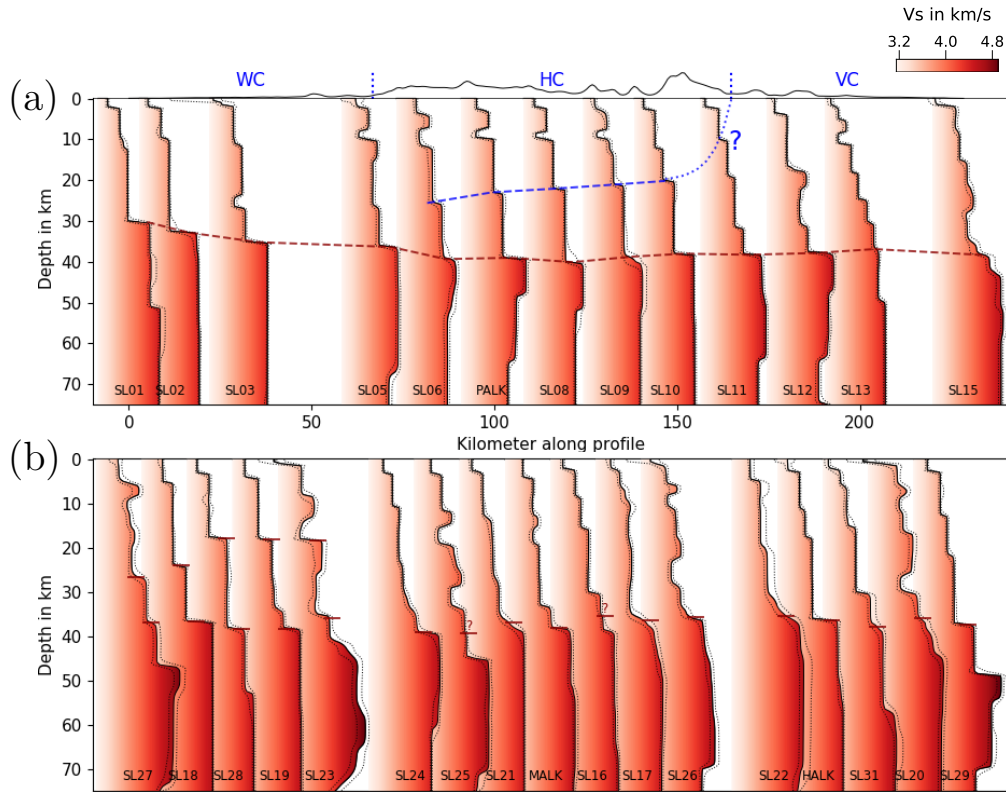 Vs in km/s
3.2 4.0 4.8
(a)
WC HC VC
0
10
20
30
40
50
60
70
Depth in km
?
SL01 SL02 SL03 SL05 SL06 PALK SL08 SL09 SL10 SL11 SL12 SL13 SL15
0 50 100 150 200
Kilometer along profile
(b)
0
10
20
30
40
50
60
70
Depth in km
? ?
SL27 SL18 SL28 SL19 SL23 SL24 SL25 SL21 MALK SL16 SL17 SL26 SL22 HALK SL31 SL20 SL29